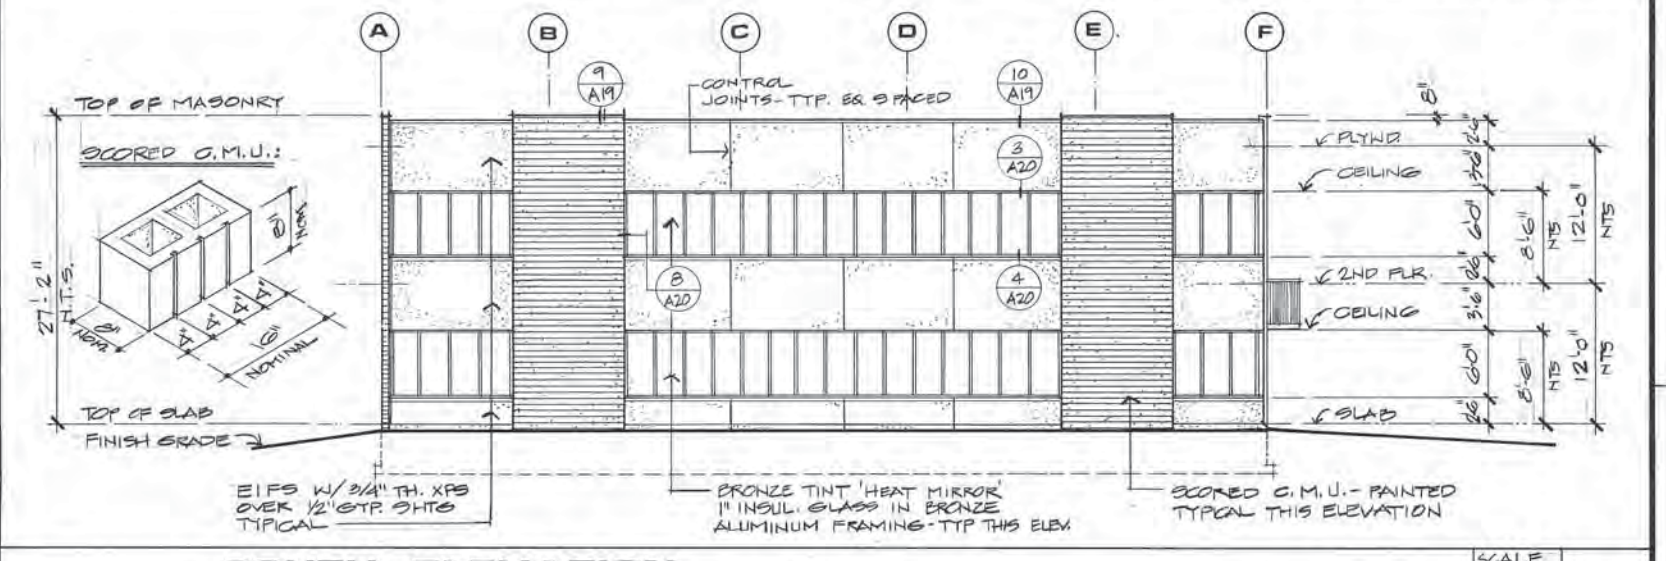 A
B
C
D
E.
F
TOP OF MASONRY
9
A19
CONTROL
JOINTS-TYP. EQ. SPACED
10
A19
8"
SCORED C.M.U.:
3
A20
PLYWD.
2'6"
CEILING
3'6"
8"
NOM.
6'0"
8'-6"
NTS
12'-0"
NTS
27'-2"
N.T.S.
8
A20
4
A20
2ND FLR.
2'6"
3'6"
CEILING
4"
4"
4"
4"
8"
NOM.
16"
NOMINAL
6'0"
8'-6"
NTS
12'-0"
NTS
TOP OF SLAB
SLAB
2'6"
FINISH GRADE
EIFS W/ 3/4" TH. XPS
OVER 1/2" GYP. SHTG
TYPICAL
BRONZE TINT 'HEAT MIRROR'
1" INSUL. GLASS IN BRONZE
ALUMINUM FRAMING-TYP THIS ELEV.
SCORED C.M.U.- PAINTED
TYPICAL THIS ELEVATION
SCALE